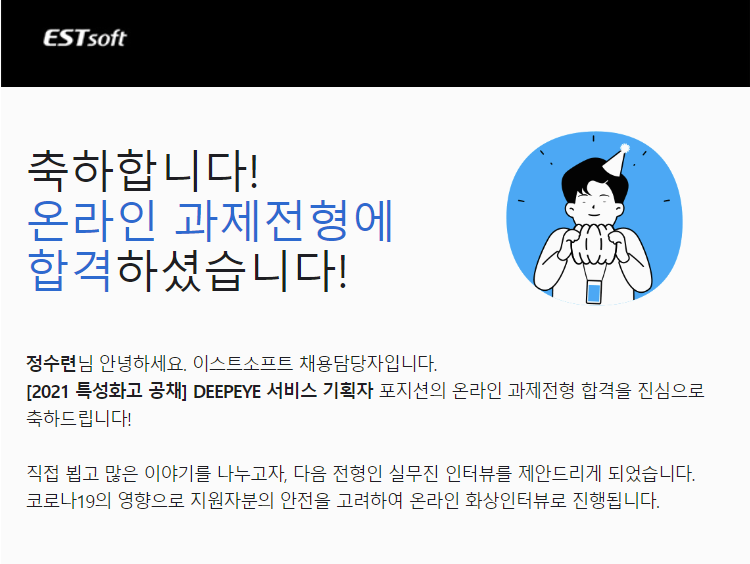 ESTsoft
축하합니다!
온라인 과제전형에
합격하셨습니다!
정수련님 안녕하세요. 이스트소프트 채용담당자입니다.
[2021 특성화고 공채] DEEPEYE 서비스 기획자 포지션의 온라인 과제전형 합격을 진심으로
축하드립니다!
직접 뵙고 많은 이야기를 나누고자, 다음 전형인 실무진 인터뷰를 제안드리게 되었습니다.
코로나19의 영향으로 지원자분의 안전을 고려하여 온라인 화상인터뷰로 진행됩니다.